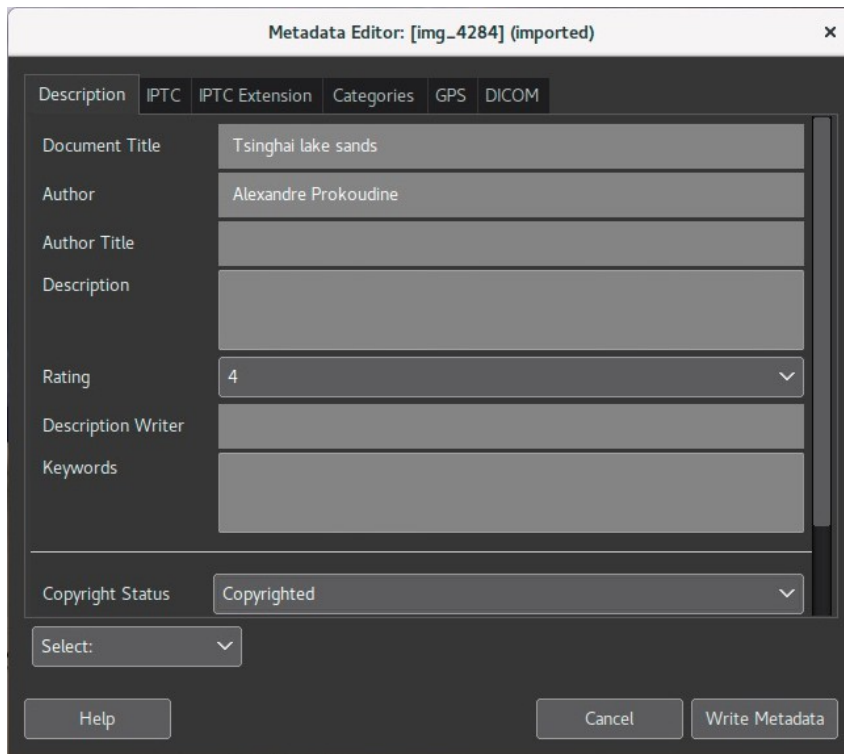 Metadata Editor: [img_4284] (imported)
Description IPTC IPTC Extension Categories GPS DICOM
Document Title Tsinghai lake sands
Author Alexandre Prokoudine
Author Title
Description
Rating 4
Description Writer
Keywords
Copyright Status Copyrighted
Select:
Help Cancel Write Metadata